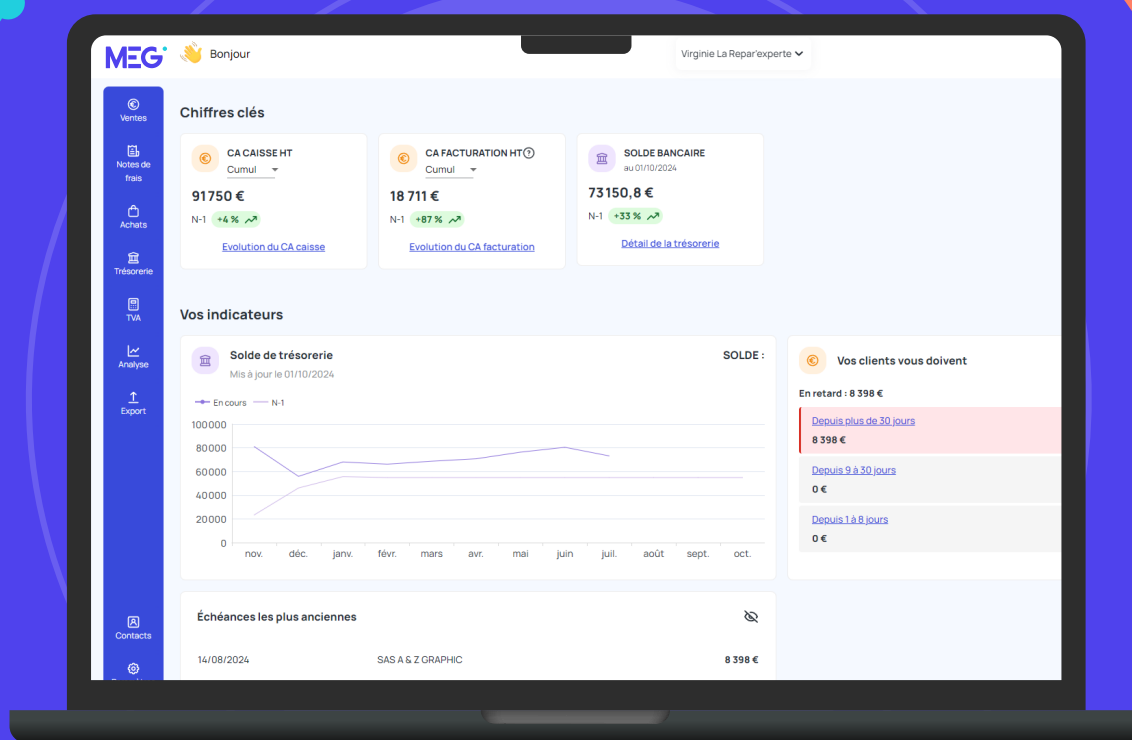 MEG
Bonjour
Virginie La Repar'experte
Ventes
Notes de
frais
Achats
Trésorerie
TVA
Analyse
Export
Contacts
Chiffres clés
CA CAISSE HT
Cumul
91750 €
N-1 +4 %
Evolution du CA caisse
CA FACTURATION HT?
Cumul
18 711 €
N-1 +87 %
Evolution du CA facturation
SOLDE BANCAIRE
au 01/10/2024
73150,8 €
N-1 +33 %
Détail de la trésorerie
Vos indicateurs
Solde de trésorerie
SOLDE :
Mis à jour le 01/10/2024
En cours N-1
100000
80000
60000
40000
20000
0
nov. déc. janv. févr. mars avr. mai juin juil. août sept. oct.
Vos clients vous doivent
En retard : 8 398 €
Depuis plus de 30 jours
8 398 €
Depuis 9 à 30 jours
0 €
Depuis 1 à 8 jours
0 €
Échéances les plus anciennes
14/08/2024 SAS A & Z GRAPHIC 8 398 €